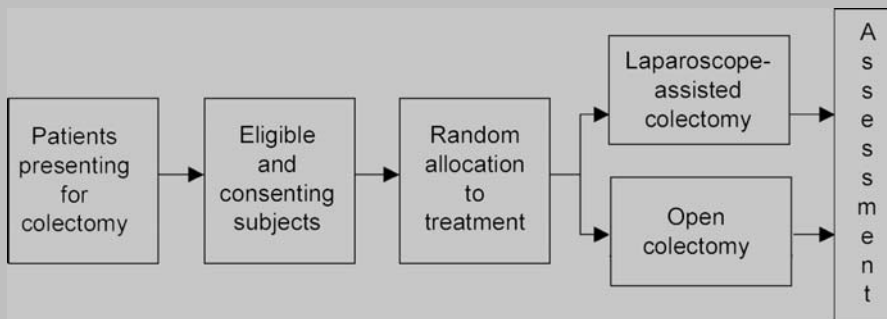 Patients
presenting
for
colectomy
Eligible
and
consenting
subjects
Random
allocation
to
treatment
Laparoscope-
assisted
colectomy
Open
colectomy
A
s
s
e
s
s
m
e
n
t